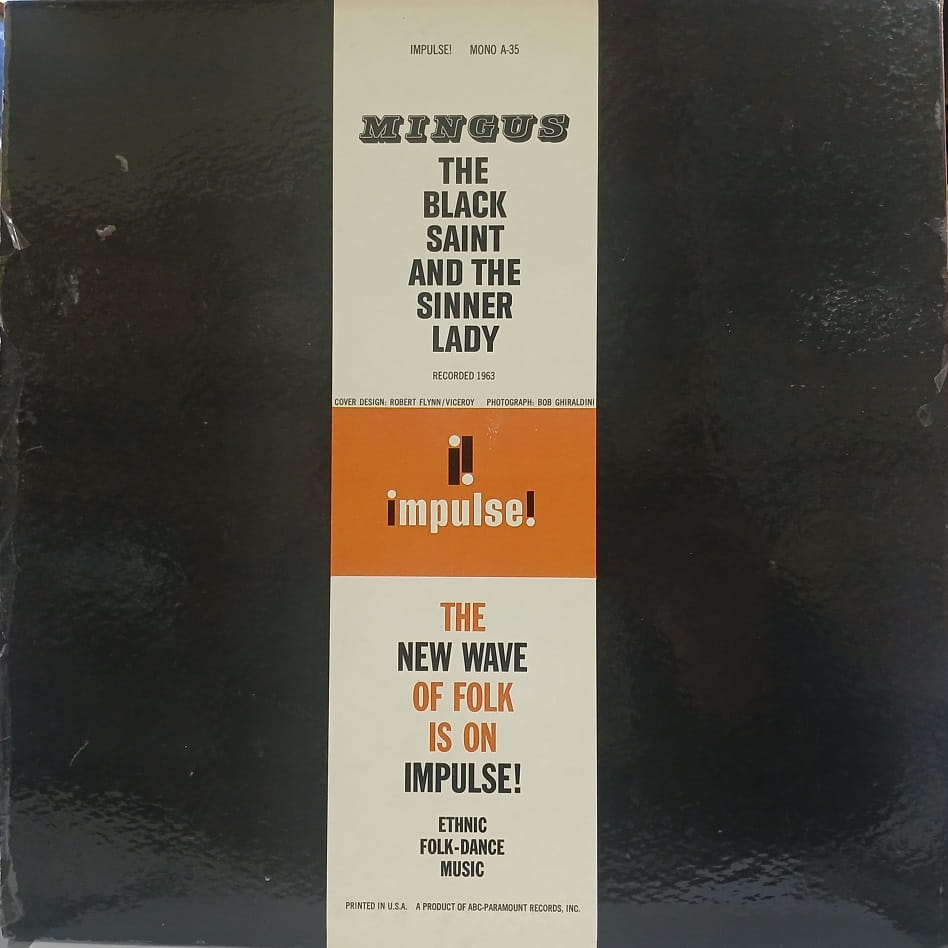 IMPULSE! MONO A-35
MINGUS
THE
BLACK
SAINT
AND THE
SINNER
LADY
RECORDED 1963
COVER DESIGN: ROBERT FLYNN/VICEROY PHOTOGRAPH: BOB GHIRALDINI
i!
impulse!
THE
NEW WAVE
OF FOLK
IS ON
IMPULSE!
ETHNIC
FOLK-DANCE
MUSIC
PRINTED IN U.S.A. A PRODUCT OF ABC-PARAMOUNT RECORDS, INC.